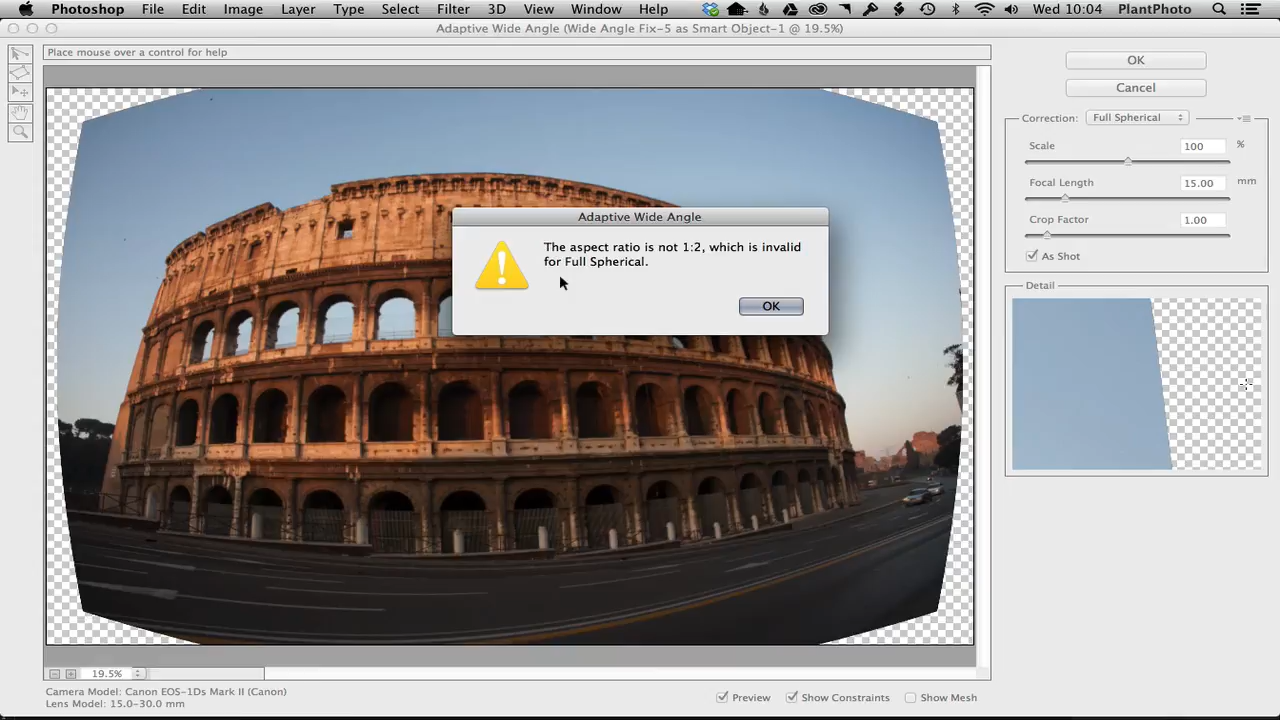 Photoshop File Edit Image Layer Type Select Filter 3D View Window Help Wed 10:04 PlantPhoto
Adaptive Wide Angle (Wide Angle Fix-5 as Smart Object-1 @ 19.5%)
Place mouse over a control for help
OK
Cancel
Correction: Full Spherical
Scale 100 %
Focal Length 15.00 mm
Crop Factor 1.00
As Shot
Detail
Adaptive Wide Angle
The aspect ratio is not 1:2, which is invalid
for Full Spherical.
OK
19.5%
Camera Model: Canon EOS-1Ds Mark II (Canon)
Lens Model: 15.0-30.0 mm
Preview Show Constraints Show Mesh